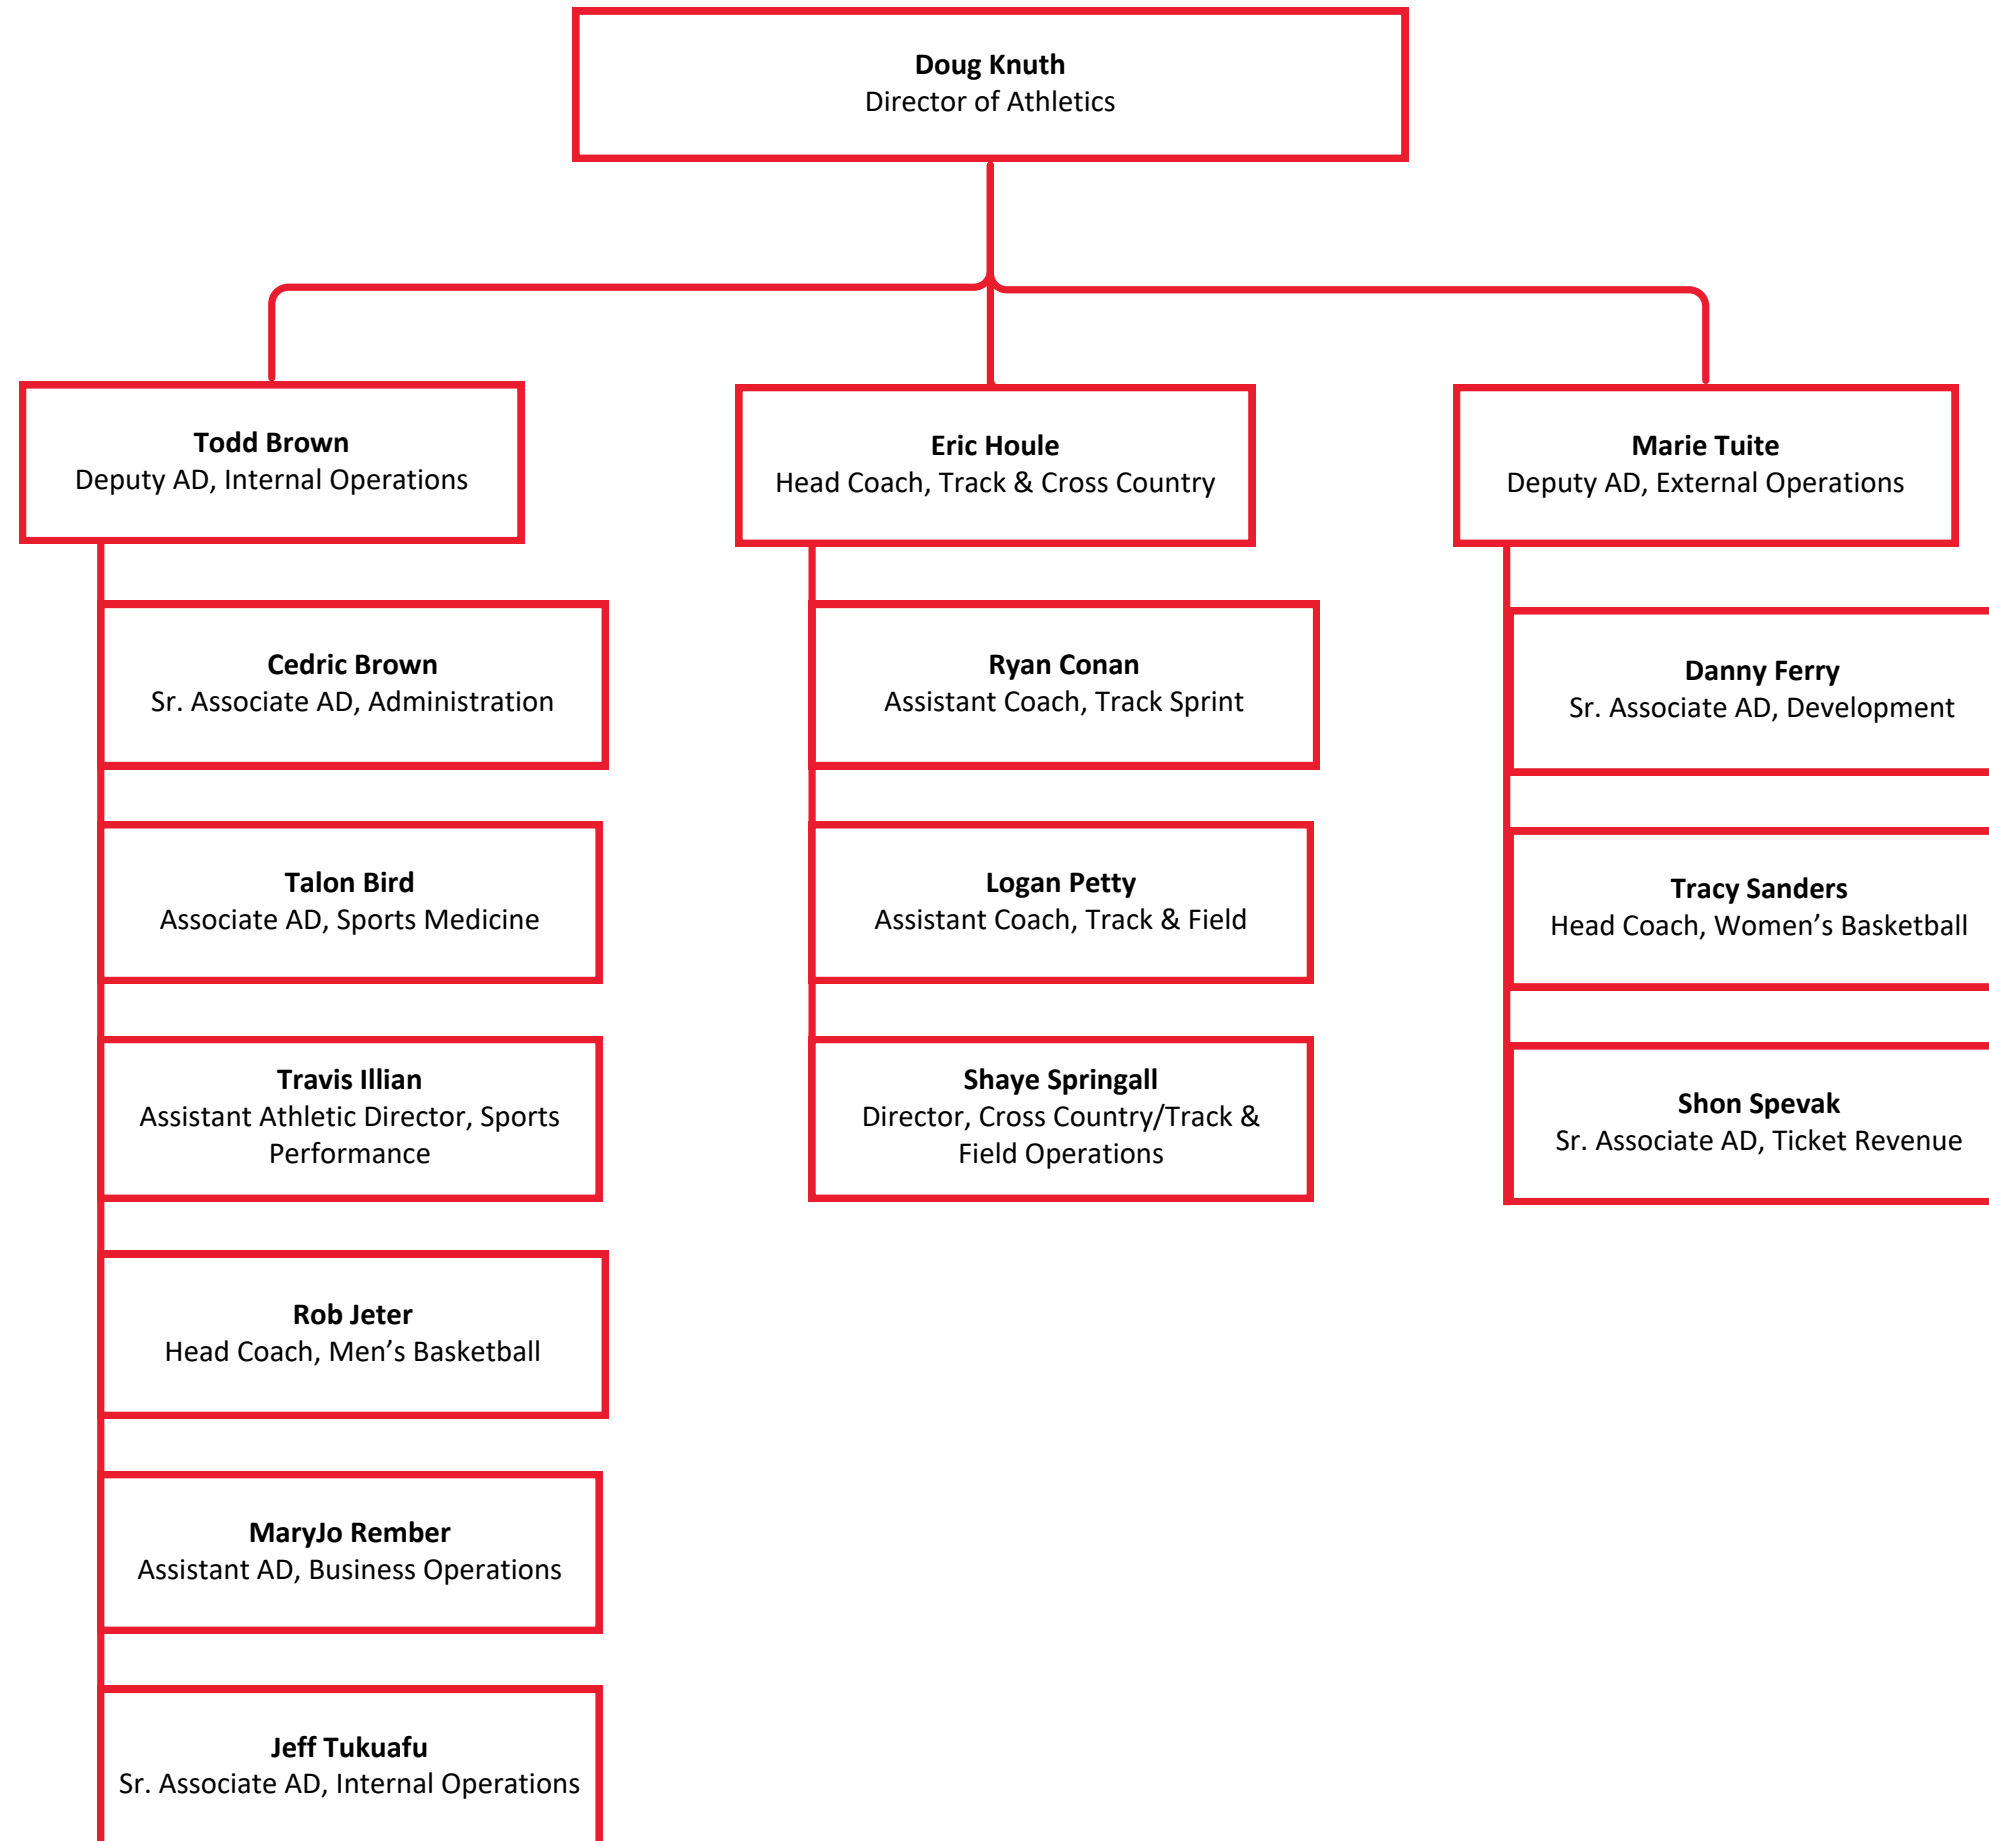 Doug Knuth
Director of Athletics
Todd Brown
Deputy AD, Internal Operations
Eric Houle
Head Coach, Track & Cross Country
Marie Tuite
Deputy AD, External Operations
Cedric Brown
Sr. Associate AD, Administration
Ryan Conan
Assistant Coach, Track Sprint
Danny Ferry
Sr. Associate AD, Development
Talon Bird
Associate AD, Sports Medicine
Logan Petty
Assistant Coach, Track & Field
Tracy Sanders
Head Coach, Women’s Basketball
Travis Illian
Assistant Athletic Director, Sports
Performance
Shaye Springall
Director, Cross Country/Track &
Field Operations
Shon Spevak
Sr. Associate AD, Ticket Revenue
Rob Jeter
Head Coach, Men’s Basketball
MaryJo Rember
Assistant AD, Business Operations
Jeff Tukuafu
Sr. Associate AD, Internal Operations